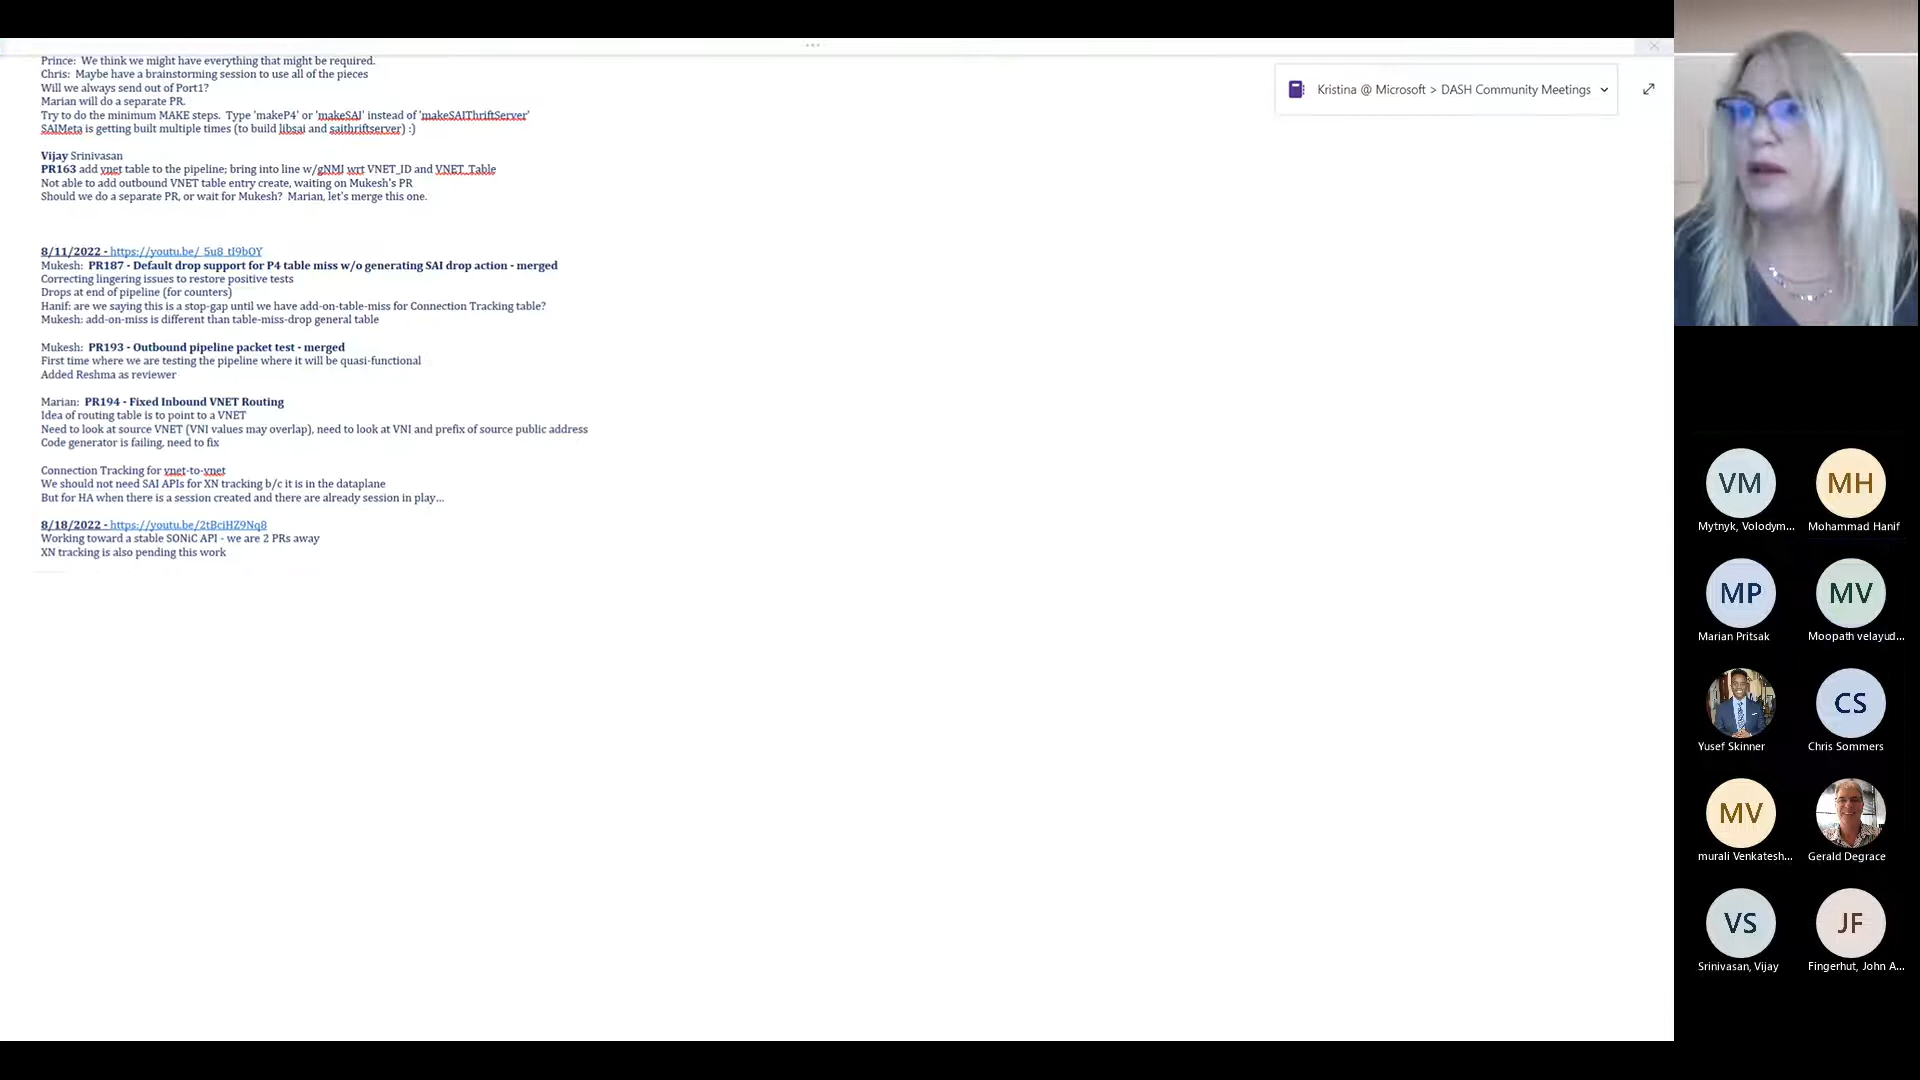 Prince:  We think we might have everything that might be required.
Chris:  Maybe have a brainstorming session to use all of the pieces
Will we always send out of Port1?
Marian will do a separate PR.
Try to do the minimum MAKE steps.  Type 'makeP4' or 'makeSAI' instead of 'makeSAIThriftServer'
SAIMeta is getting built multiple times (to build libsai and saithriftserver) :)
Vijay Srinivasan
PR163 add vnet table to the pipeline; bring into line w/gNMI wrt VNET_ID and VNET_Table
Not able to add outbound VNET table entry create, waiting on Mukesh's PR
Should we do a separate PR, or wait for Mukesh?  Marian, let's merge this one.
8/11/2022 - https://youtu.be/_5u8_tI9bOY
Mukesh:  PR187 - Default drop support for P4 table miss w/o generating SAI drop action - merged
Correcting lingering issues to restore positive tests
Drops at end of pipeline (for counters)
Hanif: are we saying this is a stop-gap until we have add-on-table-miss for Connection Tracking table?
Mukesh: add-on-miss is different than table-miss-drop general table
Mukesh:  PR193 - Outbound pipeline packet test - merged
First time where we are testing the pipeline where it will be quasi-functional
Added Reshma as reviewer
Marian:  PR194 - Fixed Inbound VNET Routing
Idea of routing table is to point to a VNET
Need to look at source VNET (VNI values may overlap), need to look at VNI and prefix of source public address
Code generator is failing, need to fix
Connection Tracking for vnet-to-vnet
We should not need SAI APIs for XN tracking b/c it is in the dataplane
But for HA when there is a session created and there are already session in play...
8/18/2022 - https://youtu.be/2tBciHZ9Nq8
Working toward a stable SONiC API - we are 2 PRs away
XN tracking is also pending this work
Kristina @ Microsoft > DASH Community Meetings
VM
MH
Mytnyk, Volodym...
Mohammad Hanif
MP
MV
Marian Pritsak
Moopath velayud...
CS
Yusef Skinner
Chris Sommers
MV
murali Venkatesh...
Gerald Degrace
VS
JF
Srinivasan, Vijay
Fingerhut, John A...